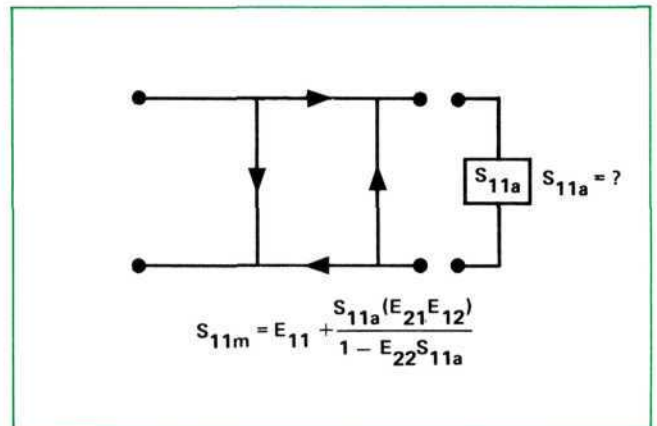 S11a S11a = ?
S11m = E11 + S11a(E21E12) / 1 − E22S11a